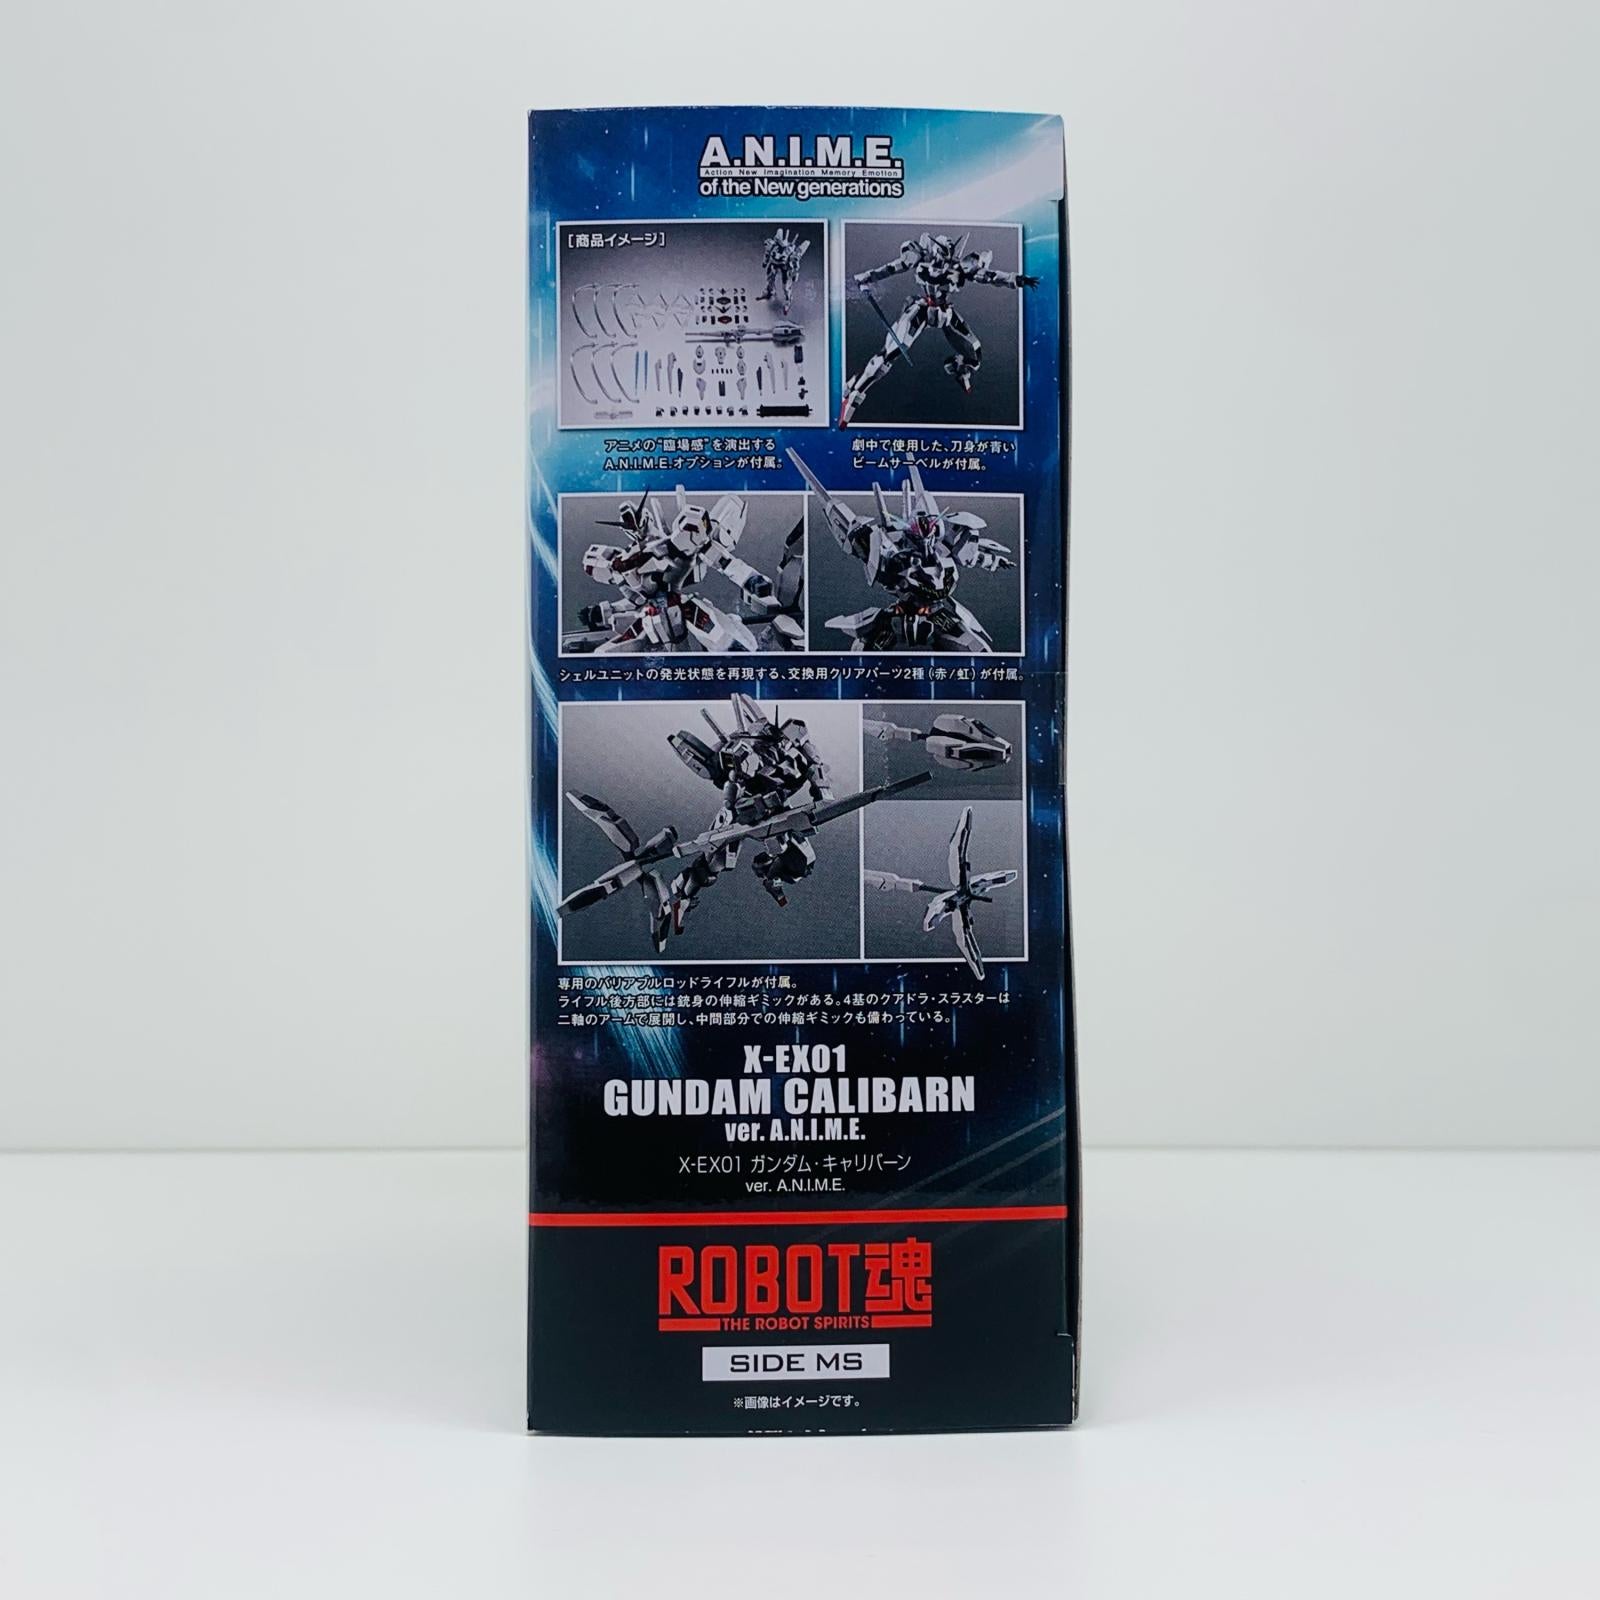 A.N.I.M.E.
Action New Imagination Memory Emotion
of the New generations
[商品イメージ]
アニメの“臨場感”を演出する
A.N.I.M.E.オプションが付属。
劇中で使用した、刀身が青い
ビームサーベルが付属。
シェルユニットの発光状態を再現する、交換用クリアパーツ2種(赤/虹)が付属。
専用のバリアブルロッドライフルが付属。
ライフル後方部には銃身の伸縮ギミックがある。4基のクアドラ・スラスターは
二軸のアームで展開し、中間部分での伸縮ギミックも備わっている。
X-EX01
GUNDAM CALIBARN
ver. A.N.I.M.E.
X-EX01 ガンダム・キャリバーン
ver. A.N.I.M.E.
ROBOT魂
THE ROBOT SPIRITS
SIDE MS
※画像はイメージです。